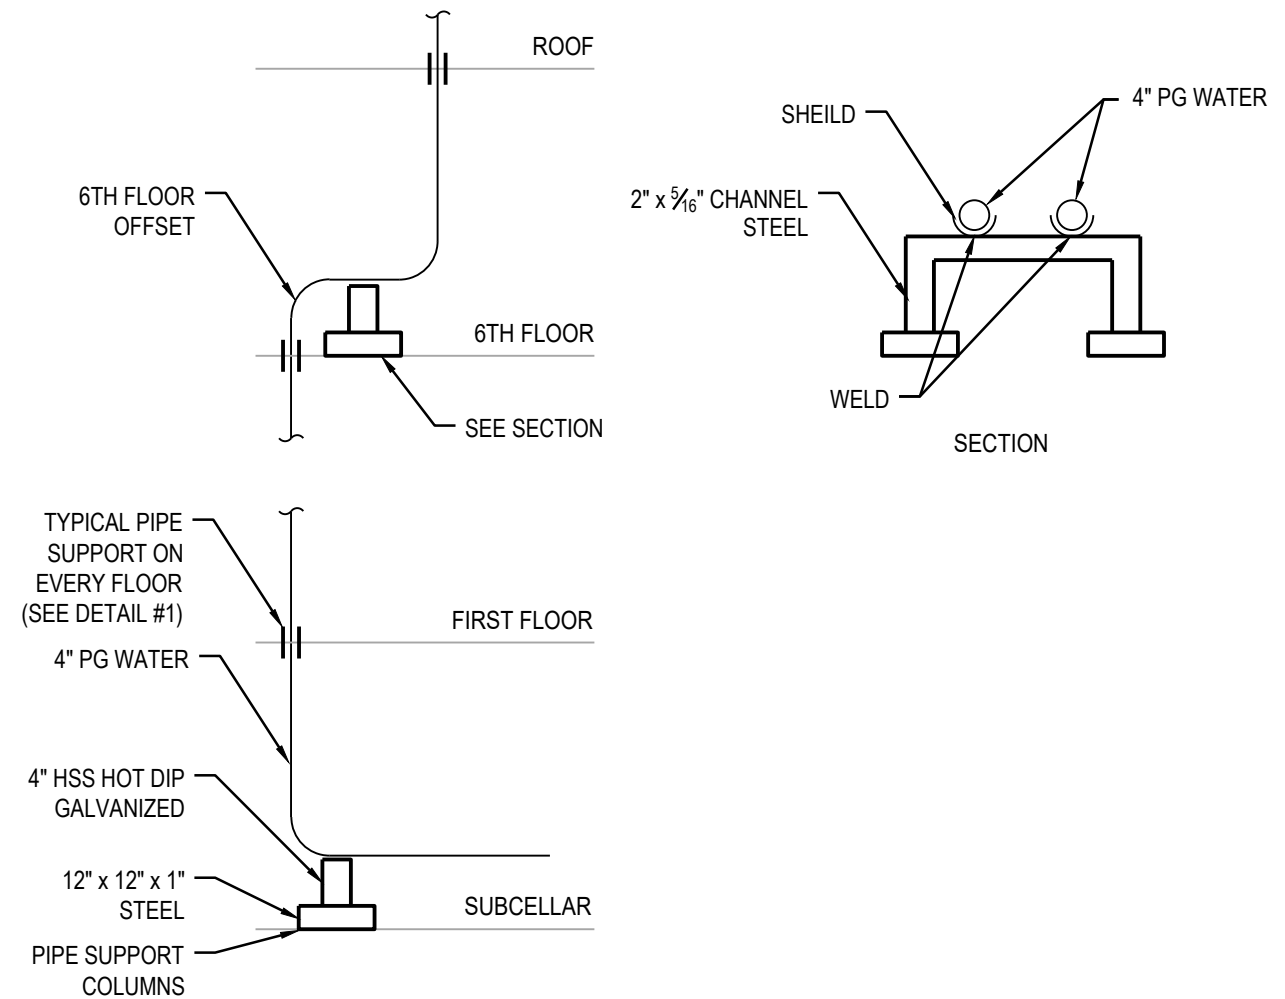 ROOF
6TH FLOOR
OFFSET
6TH FLOOR
SEE SECTION
SHEILD
4" PG WATER
2" x 5/16" CHANNEL
STEEL
WELD
SECTION
TYPICAL PIPE
SUPPORT ON
EVERY FLOOR
(SEE DETAIL #1)
FIRST FLOOR
4" PG WATER
4" HSS HOT DIP
GALVANIZED
12" x 12" x 1"
STEEL
SUBCELLAR
PIPE SUPPORT
COLUMNS